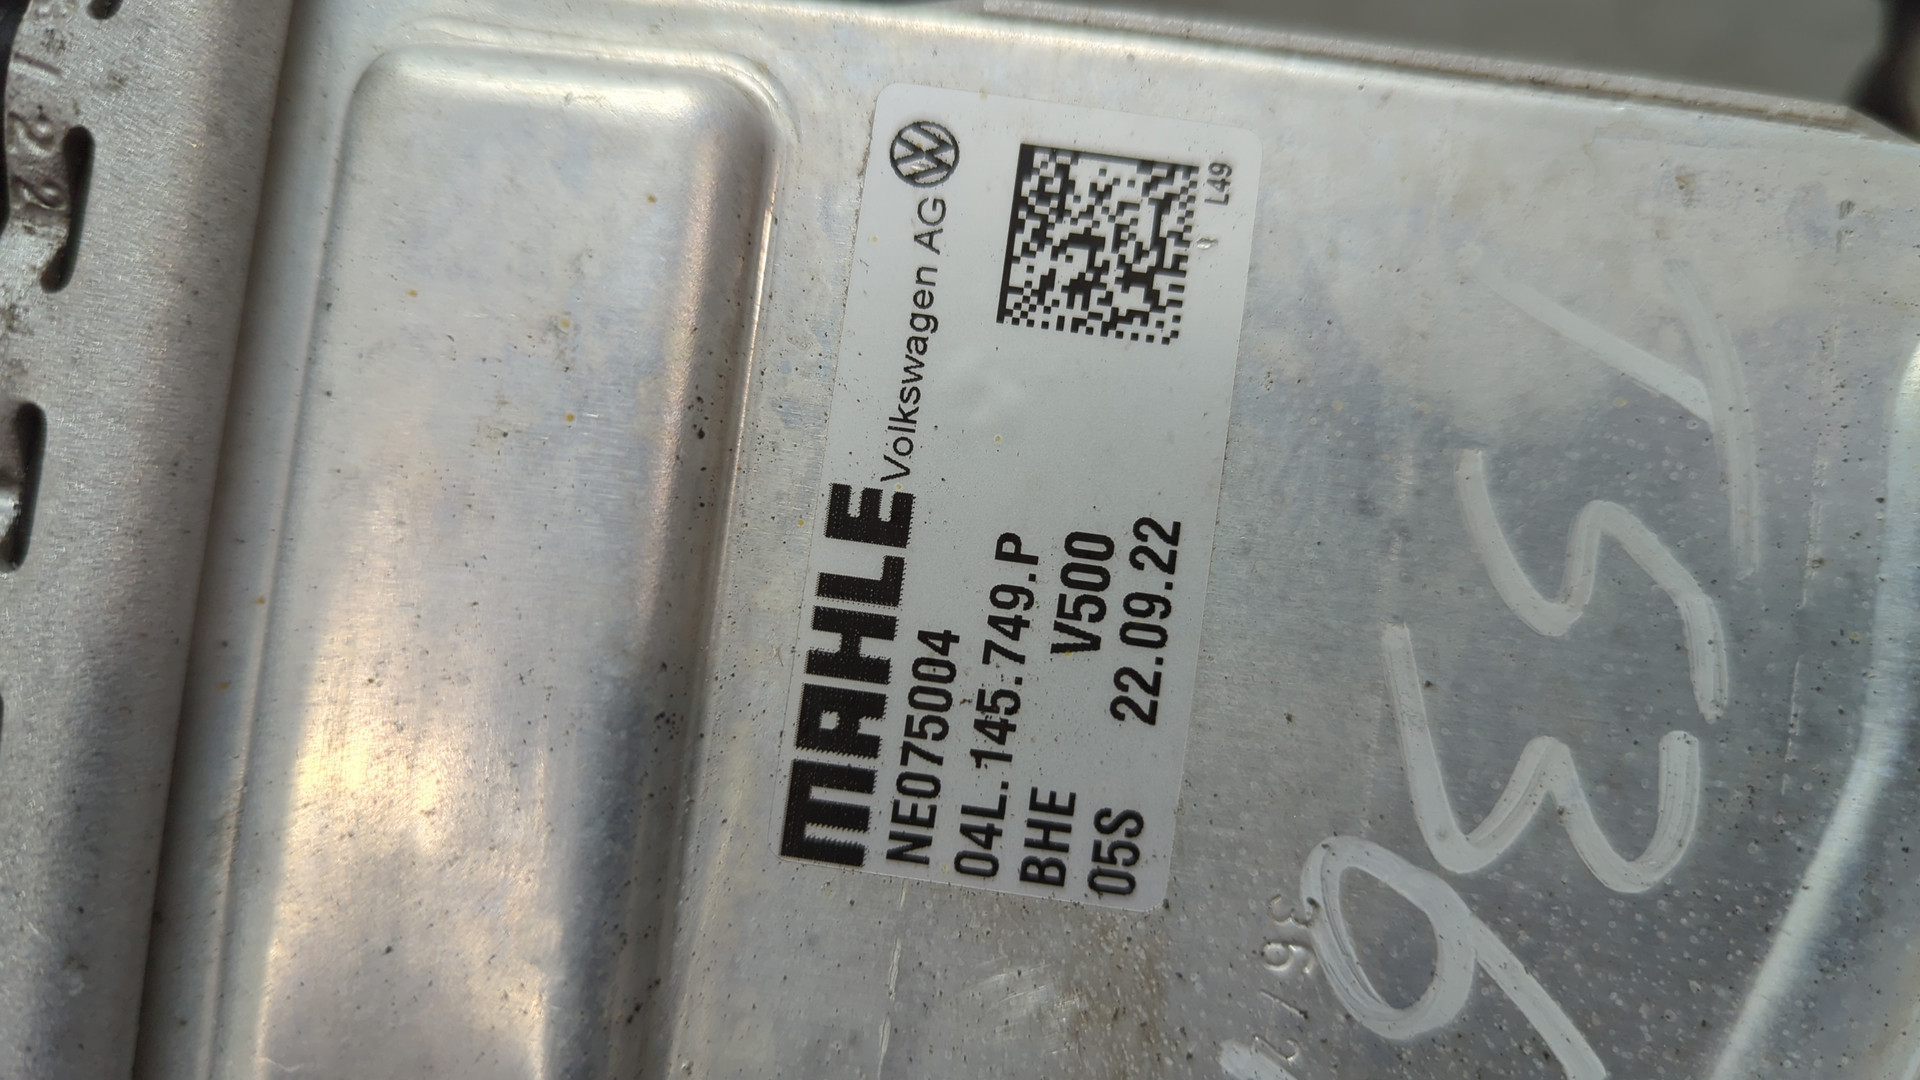 MAHLE Volkswagen AG
NE075004
04L.145.749.P
BHE V500
05S 22.09.22
L49